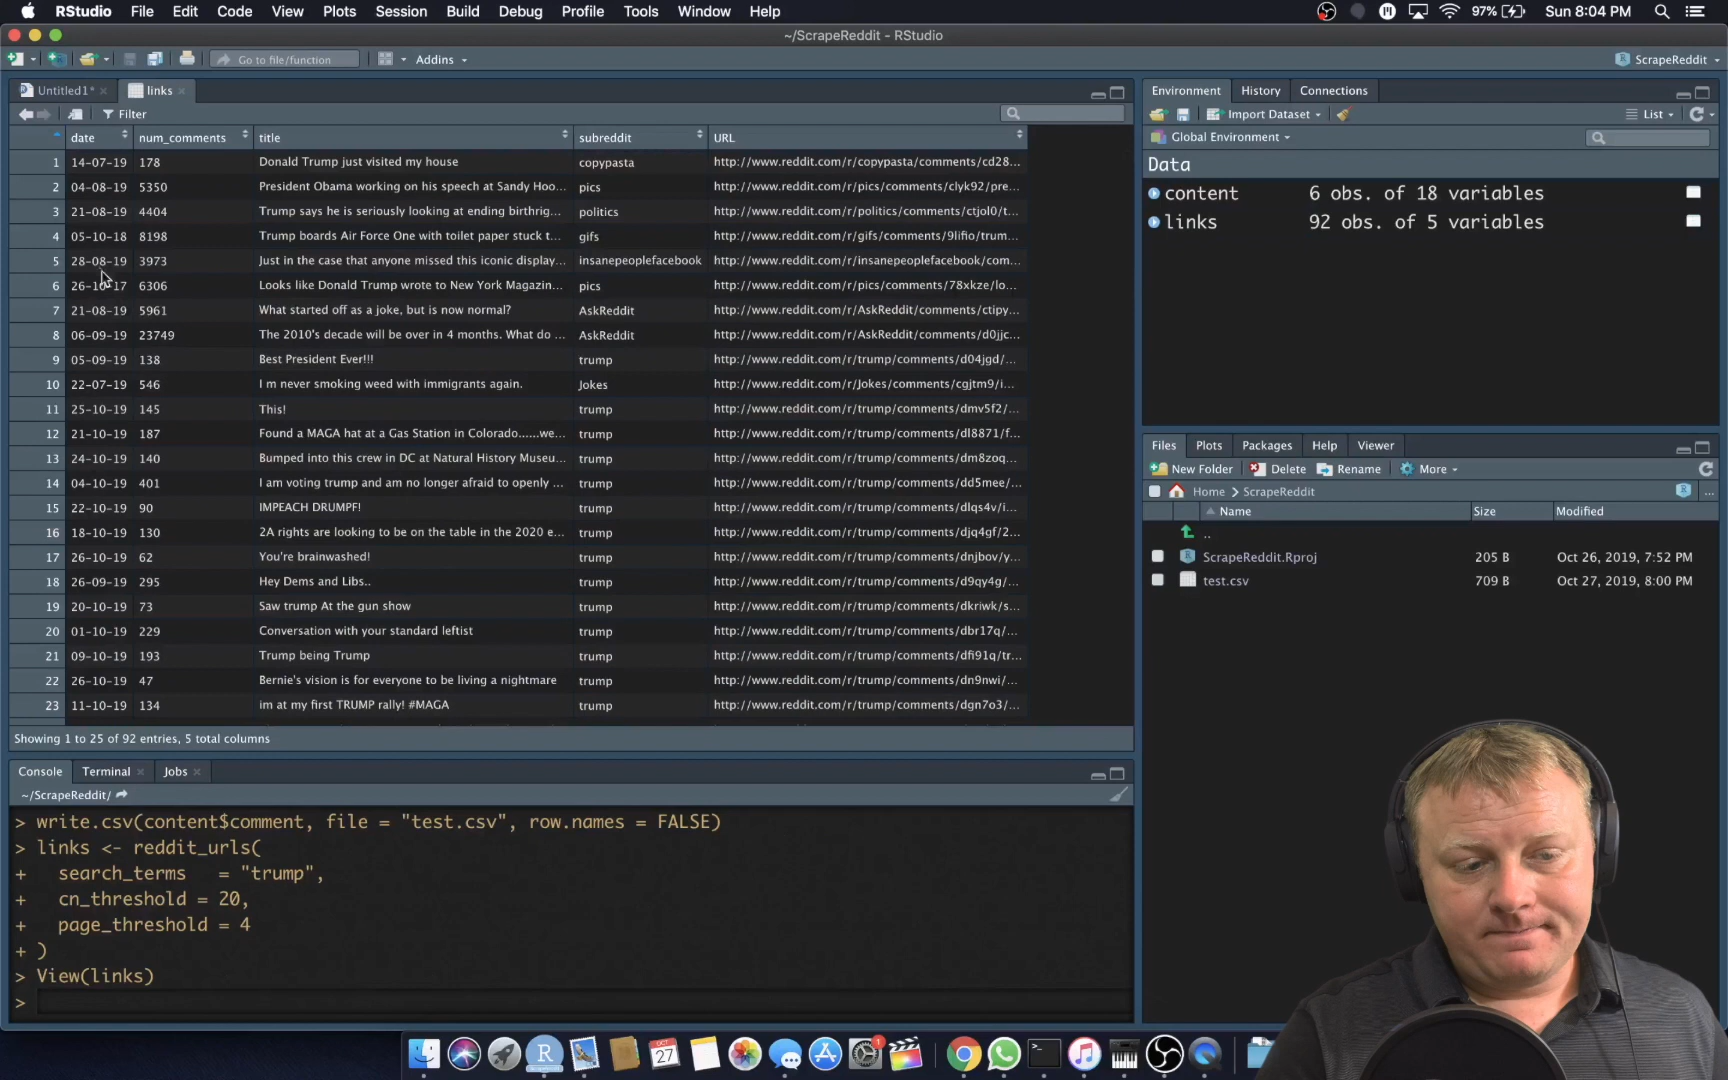 RStudio File Edit Code View Plots Session Build Debug Profile Tools Window Help 97% Sun 8:04 PM
~/ScrapeReddit - RStudio
Go to file/function Addins ScrapeReddit
Untitled1* links
Filter
date num_comments title subreddit URL
1 14-07-19 178 Donald Trump just visited my house copypasta http://www.reddit.com/r/copypasta/comments/cd28...
2 04-08-19 5350 President Obama working on his speech at Sandy Hoo... pics http://www.reddit.com/r/pics/comments/clyk92/pre...
3 21-08-19 4404 Trump says he is seriously looking at ending birthrig... politics http://www.reddit.com/r/politics/comments/ctjol0/t...
4 05-10-18 8198 Trump boards Air Force One with toilet paper stuck t... gifs http://www.reddit.com/r/gifs/comments/9lifio/trum...
5 28-08-19 3973 Just in the case that anyone missed this iconic display... insanepeoplefacebook http://www.reddit.com/r/insanepeoplefacebook/com...
6 26-10-17 6306 Looks like Donald Trump wrote to New York Magazin... pics http://www.reddit.com/r/pics/comments/78xkze/lo...
7 21-08-19 5961 What started off as a joke, but is now normal? AskReddit http://www.reddit.com/r/AskReddit/comments/ctipy...
8 06-09-19 23749 The 2010's decade will be over in 4 months. What do ... AskReddit http://www.reddit.com/r/AskReddit/comments/d0jjc...
9 05-09-19 138 Best President Ever!!! trump http://www.reddit.com/r/trump/comments/d04jgd/...
10 22-07-19 546 I m never smoking weed with immigrants again. Jokes http://www.reddit.com/r/Jokes/comments/cgjtm9/i...
11 25-10-19 145 This! trump http://www.reddit.com/r/trump/comments/dmv5f2/...
12 21-10-19 187 Found a MAGA hat at a Gas Station in Colorado......we... trump http://www.reddit.com/r/trump/comments/dl8871/f...
13 24-10-19 140 Bumped into this crew in DC at Natural History Museu... trump http://www.reddit.com/r/trump/comments/dm8zoq...
14 04-10-19 401 I am voting trump and am no longer afraid to openly ... trump http://www.reddit.com/r/trump/comments/dd5mee/...
15 22-10-19 90 IMPEACH DRUMPF! trump http://www.reddit.com/r/trump/comments/dlqs4v/i...
16 18-10-19 130 2A rights are looking to be on the table in the 2020 e... trump http://www.reddit.com/r/trump/comments/djq4gf/2...
17 26-10-19 62 You're brainwashed! trump http://www.reddit.com/r/trump/comments/dnjbov/y...
18 26-09-19 295 Hey Dems and Libs.. trump http://www.reddit.com/r/trump/comments/d9qy4g/...
19 20-10-19 73 Saw trump At the gun show trump http://www.reddit.com/r/trump/comments/dkriwk/s...
20 01-10-19 229 Conversation with your standard leftist trump http://www.reddit.com/r/trump/comments/dbr17q/...
21 09-10-19 193 Trump being Trump trump http://www.reddit.com/r/trump/comments/dfi91q/tr...
22 26-10-19 47 Bernie's vision is for everyone to be living a nightmare trump http://www.reddit.com/r/trump/comments/dn9nwi/...
23 11-10-19 134 im at my first TRUMP rally! #MAGA trump http://www.reddit.com/r/trump/comments/dgn7o3/...
Showing 1 to 25 of 92 entries, 5 total columns
Console Terminal Jobs
~/ScrapeReddit/
> write.csv(content$comment, file = "test.csv", row.names = FALSE)
> links <- reddit_urls(
+ search_terms = "trump",
+ cn_threshold = 20,
+ page_threshold = 4
+ )
> View(links)
>
Environment History Connections
Import Dataset List
Global Environment
Data
content 6 obs. of 18 variables
links 92 obs. of 5 variables
Files Plots Packages Help Viewer
New Folder Delete Rename More
Home > ScrapeReddit ...
Name Size Modified
..
ScrapeReddit.Rproj 205 B Oct 26, 2019, 7:52 PM
test.csv 709 B Oct 27, 2019, 8:00 PM
OCT
27
1